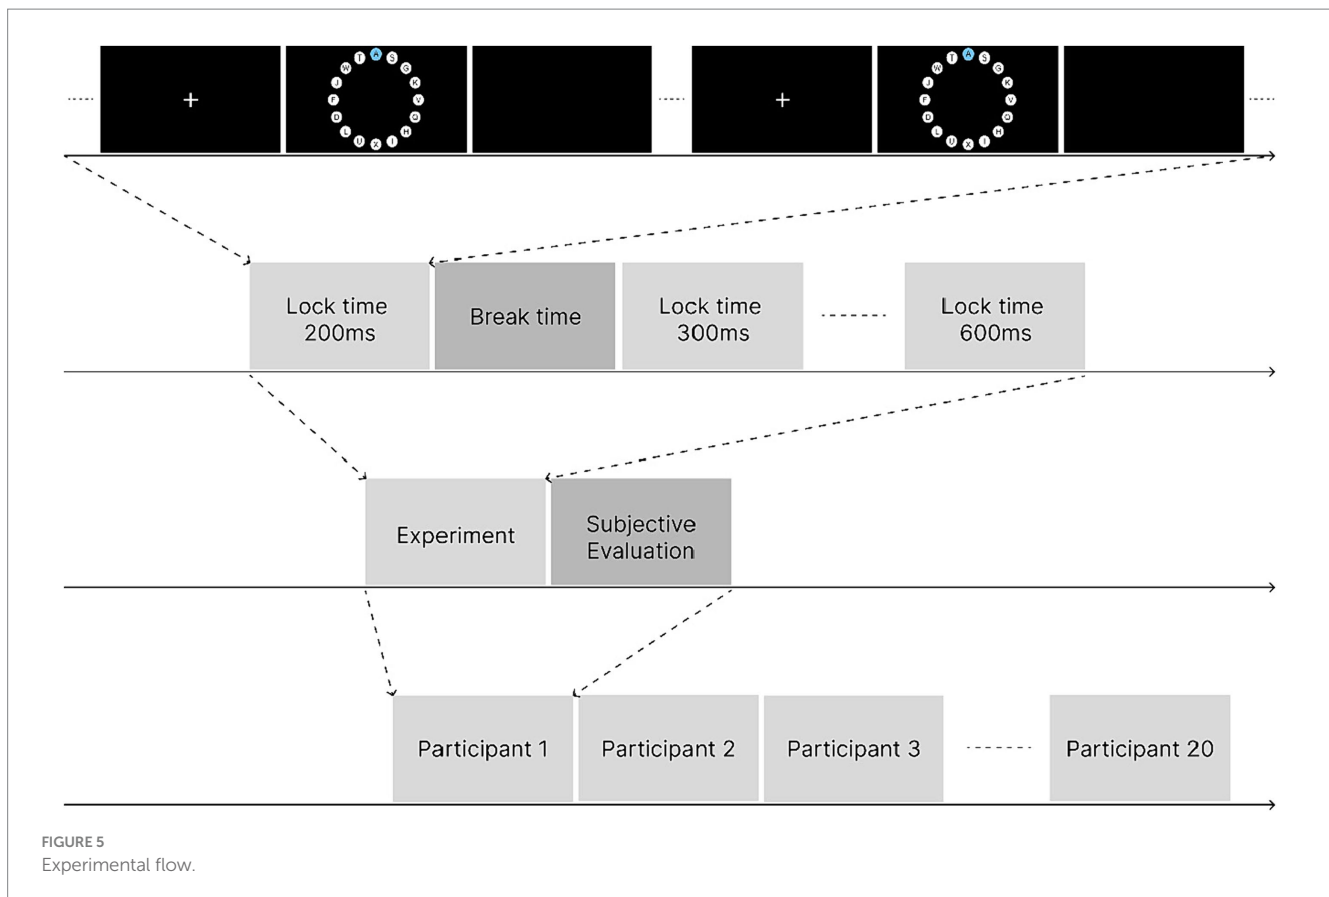 T A S
W G
J K
F V
D Q
L H
U X I
T A S
W G
J K
F V
D Q
L H
U X I
Lock time
200ms
Break time
Lock time
300ms
Lock time
600ms
Experiment
Subjective
Evaluation
Participant 1
Participant 2
Participant 3
Participant 20
FIGURE 5
Experimental flow.